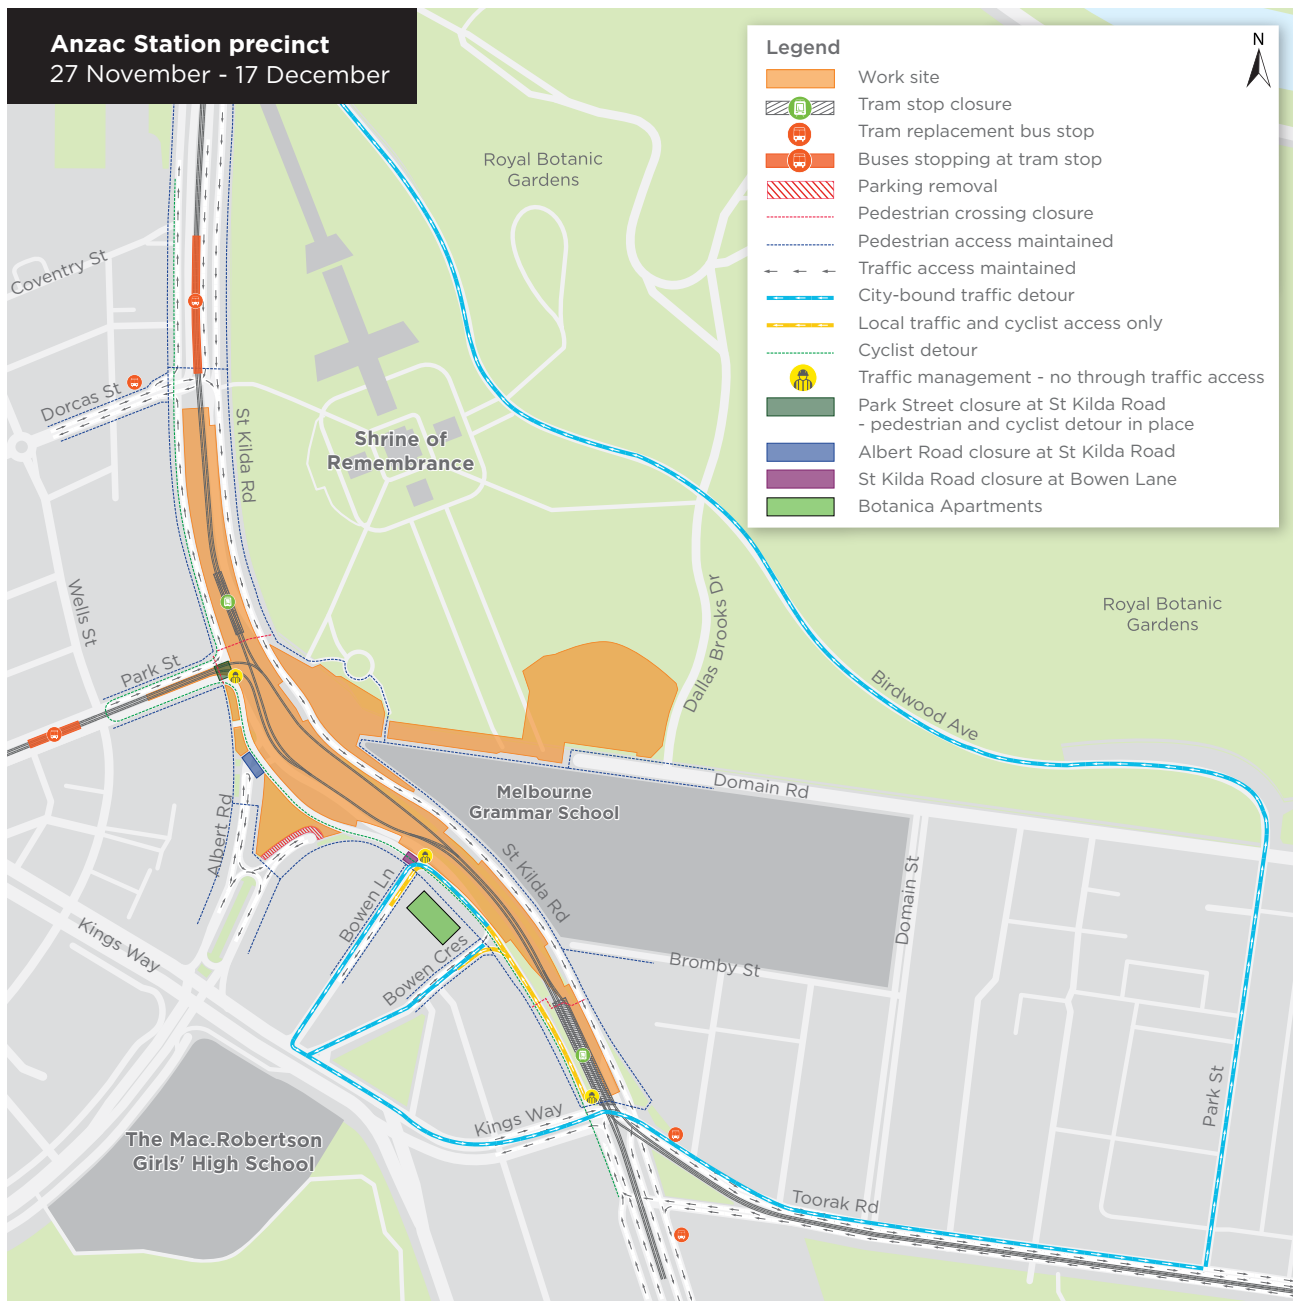 Anzac Station precinct
27 November - 17 December
Legend
N
Work site
Tram stop closure
Tram replacement bus stop
Buses stopping at tram stop
Parking removal
Pedestrian crossing closure
Pedestrian access maintained
Traffic access maintained
City-bound traffic detour
Local traffic and cyclist access only
Cyclist detour
Traffic management - no through traffic access
Park Street closure at St Kilda Road
- pedestrian and cyclist detour in place
Albert Road closure at St Kilda Road
St Kilda Road closure at Bowen Lane
Botanica Apartments
Royal Botanic
Gardens
Coventry St
Dorcas St
St Kilda Rd
Shrine of
Remembrance
Wells St
Park St
Dallas Brooks Dr
Royal Botanic
Gardens
Birdwood Ave
Domain Rd
Melbourne
Grammar School
Albert Rd
St Kilda Rd
Domain St
Bowen Ln
Kings Way
Bowen Cres
Bromby St
Park St
Kings Way
The Mac.Robertson
Girls' High School
Toorak Rd